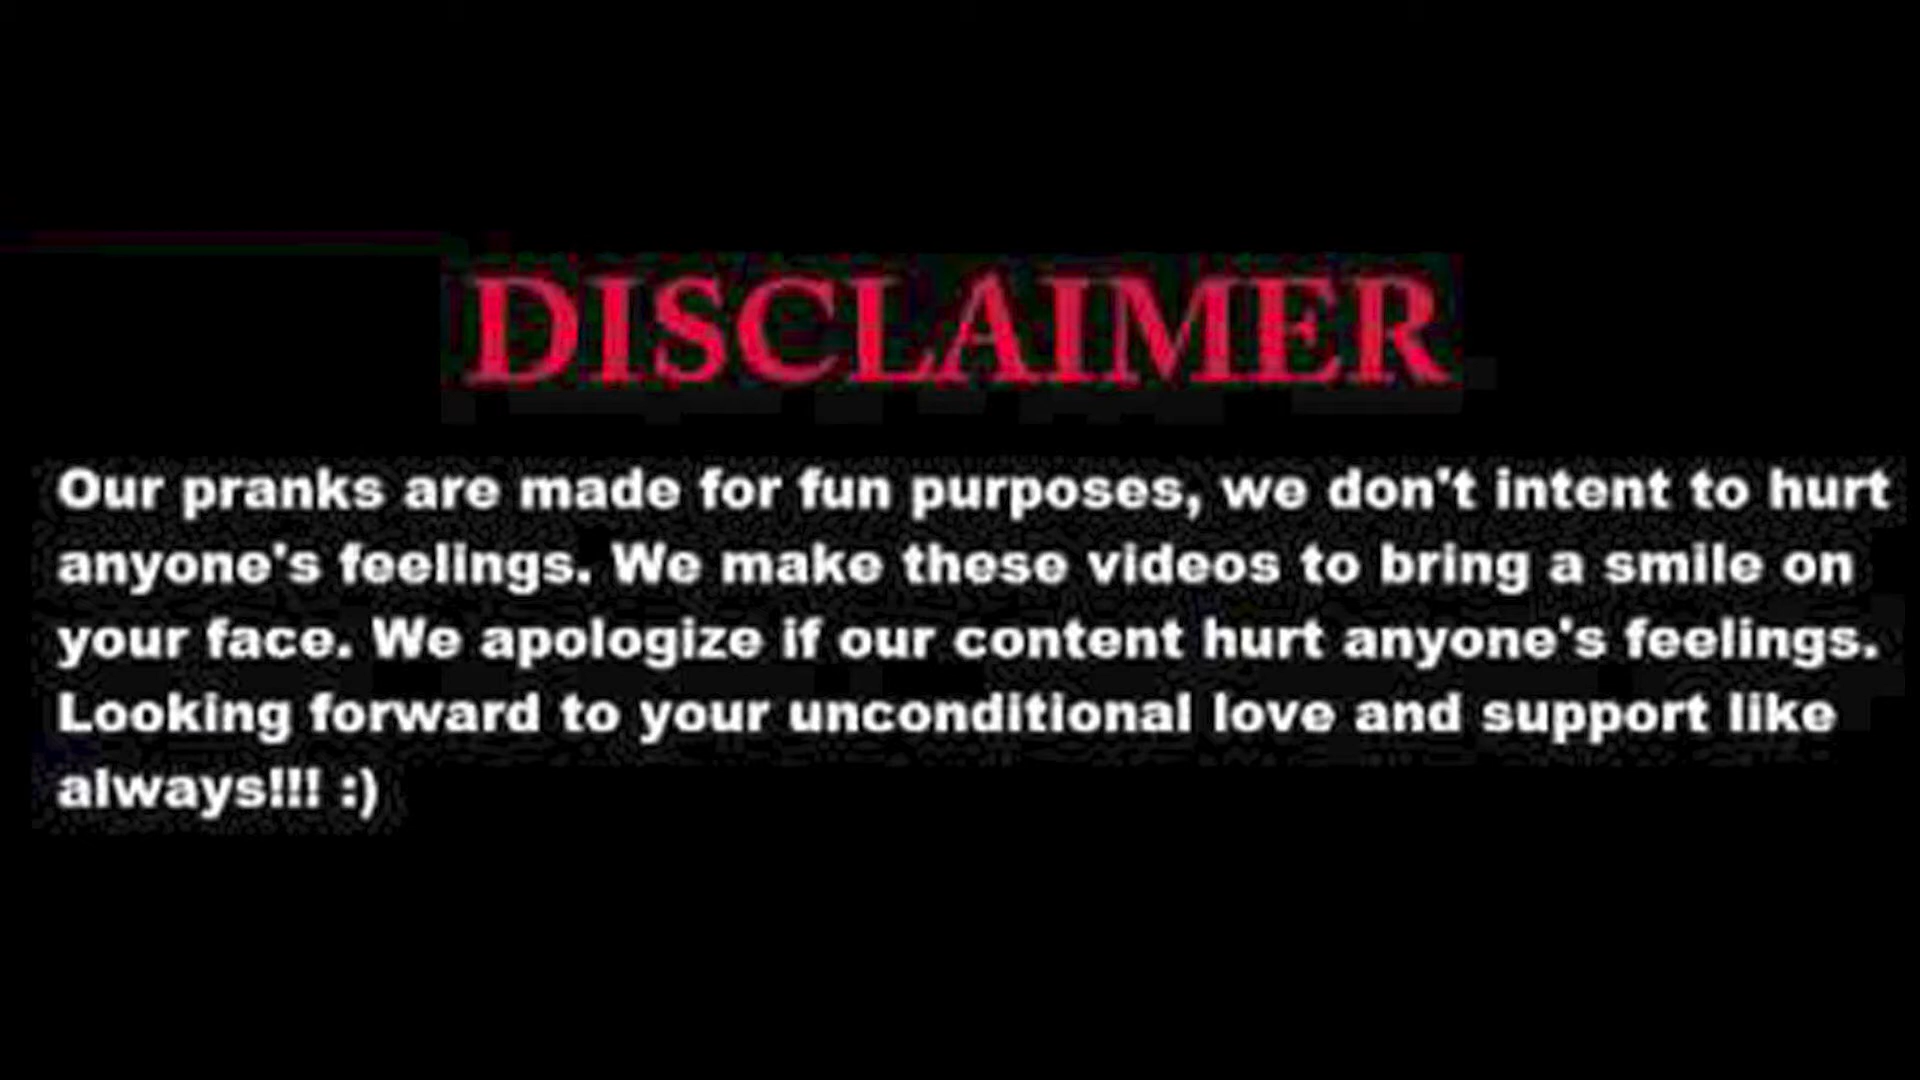 DISCLAIMER
Our pranks are made for fun purposes, we don't intent to hurt
anyone's feelings. We make these videos to bring a smile on
your face. We apologize if our content hurt anyone's feelings.
Looking forward to your unconditional love and support like
always!!! :)